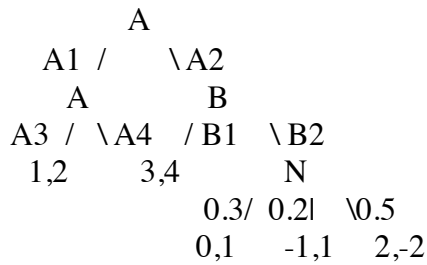 A
A1 / \ A2
A B
A3 / \ A4 / B1 \ B2
1,2 3,4 N
0.3/ 0.2l \0.5
0,1 -1,1 2,-2